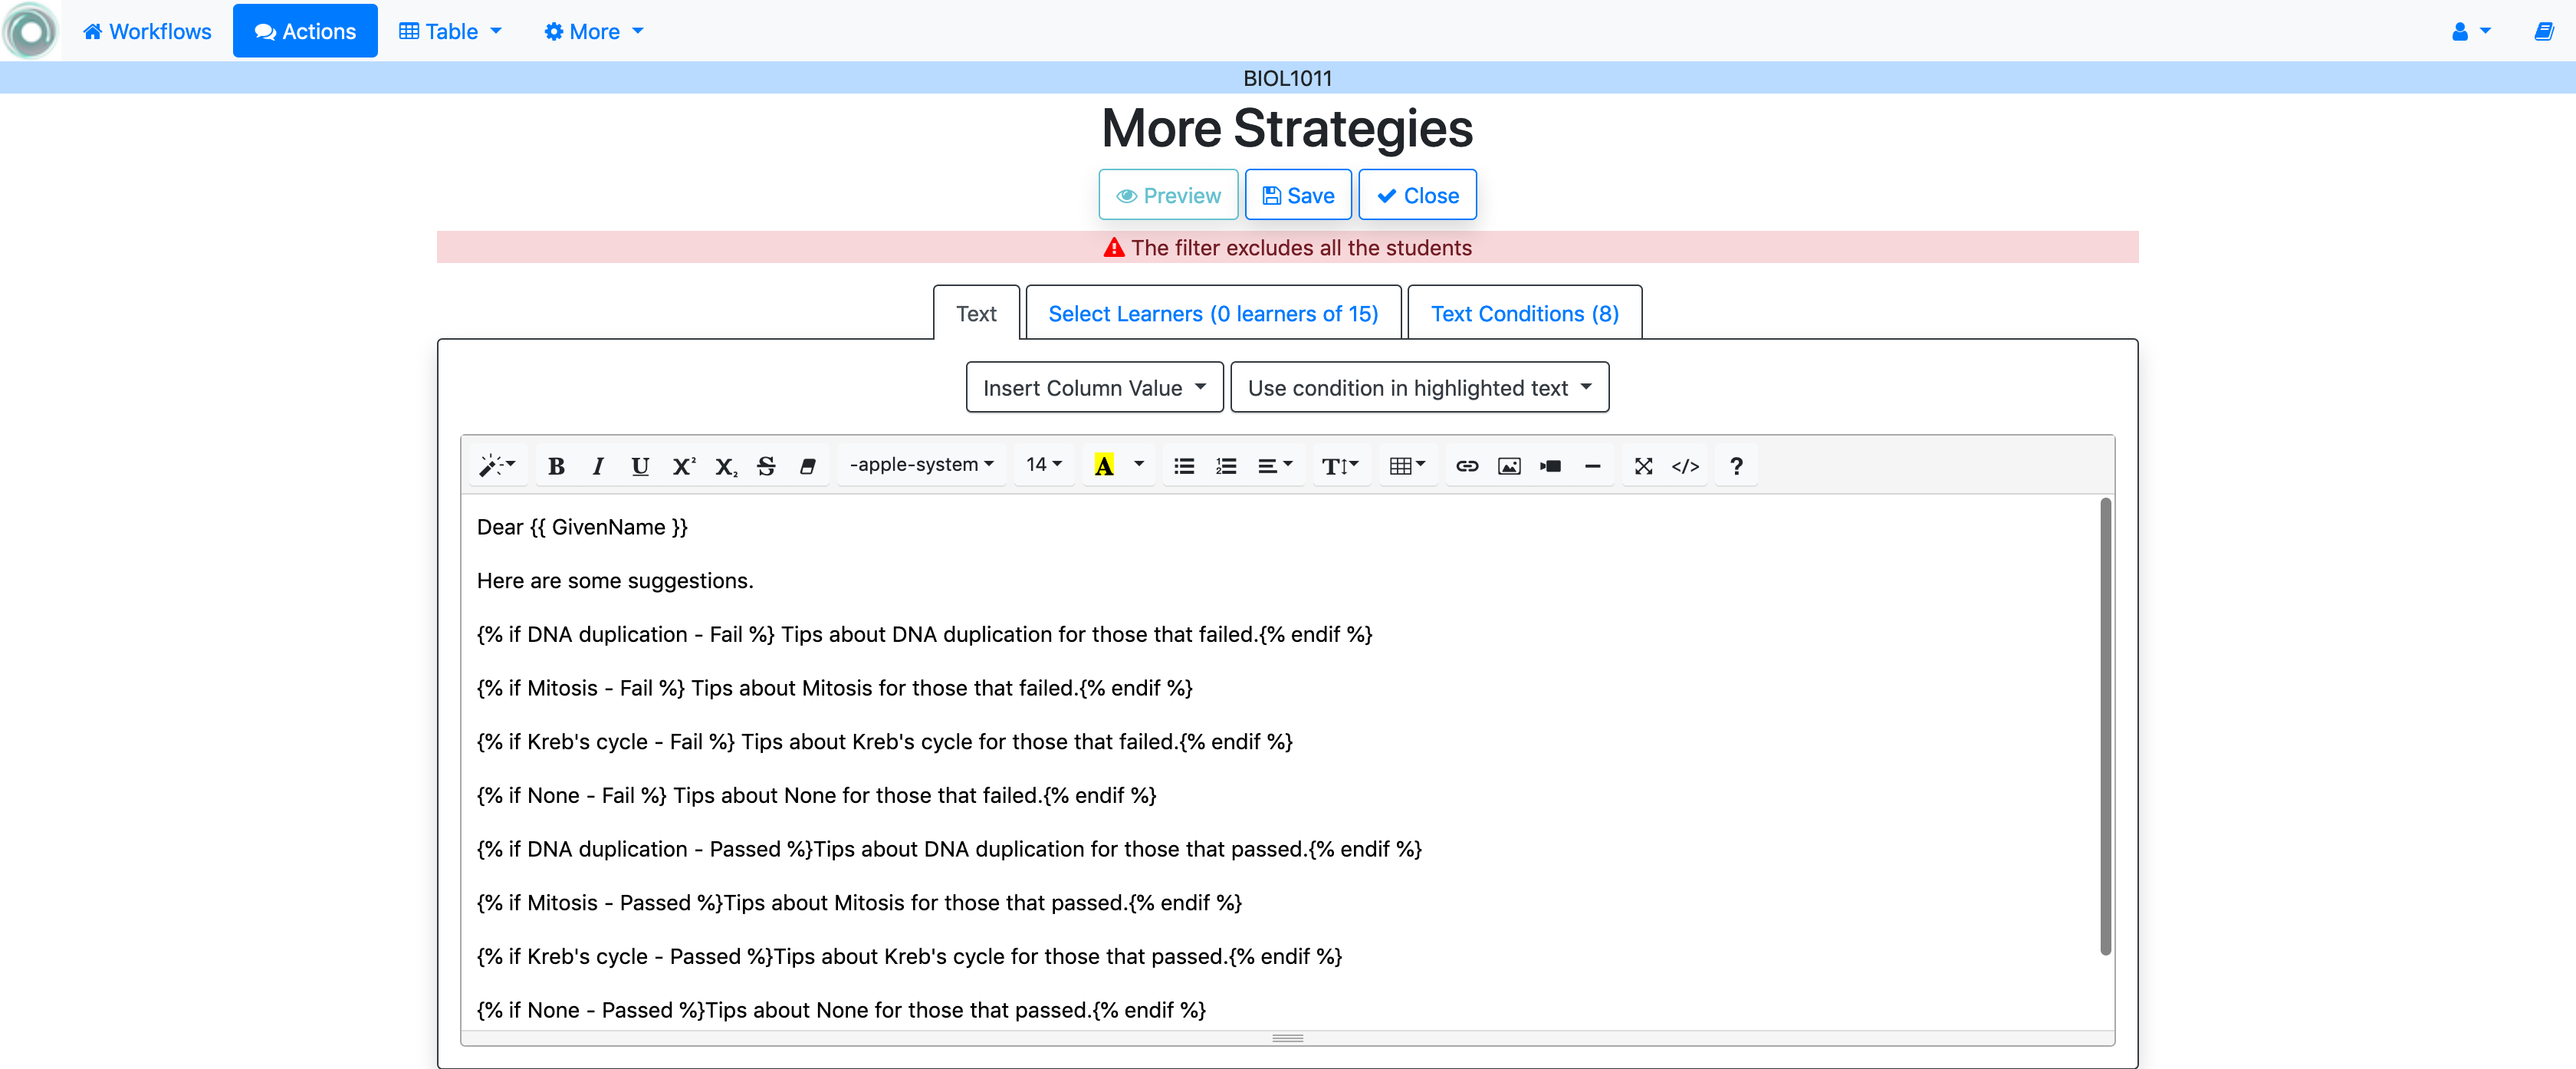 Workflows Actions Table More
BIOL1011
More Strategies
Preview Save Close
The filter excludes all the students
Text Select Learners (0 learners of 15) Text Conditions (8)
Insert Column Value Use condition in highlighted text
B I U X² X₂ S -apple-system 14 A T </> ?
Dear {{ GivenName }}
Here are some suggestions.
{% if DNA duplication - Fail %} Tips about DNA duplication for those that failed.{% endif %}
{% if Mitosis - Fail %} Tips about Mitosis for those that failed.{% endif %}
{% if Kreb's cycle - Fail %} Tips about Kreb's cycle for those that failed.{% endif %}
{% if None - Fail %} Tips about None for those that failed.{% endif %}
{% if DNA duplication - Passed %}Tips about DNA duplication for those that passed.{% endif %}
{% if Mitosis - Passed %}Tips about Mitosis for those that passed.{% endif %}
{% if Kreb's cycle - Passed %}Tips about Kreb's cycle for those that passed.{% endif %}
{% if None - Passed %}Tips about None for those that passed.{% endif %}